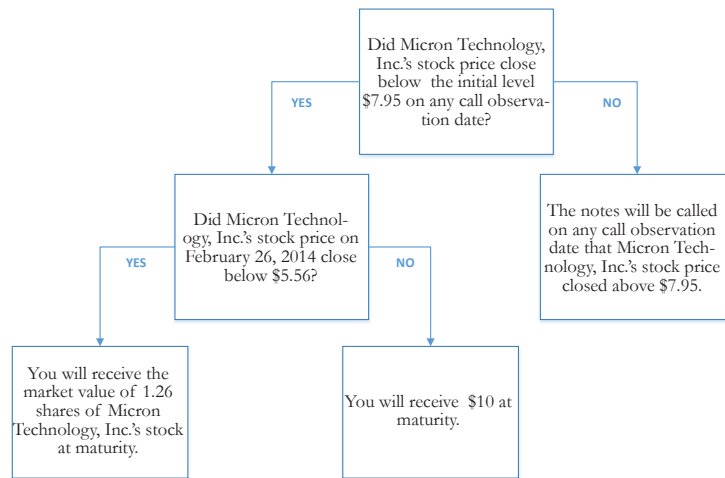 Did Micron Technology,
Inc.'s stock price close
below the initial level
$7.95 on any call observa-
tion date?
YES
NO
Did Micron Technol-
ogy, Inc.'s stock price on
February 26, 2014 close
below $5.56?
The notes will be called
on any call observation
date that Micron Tech-
nology, Inc.'s stock price
closed above $7.95.
YES
NO
You will receive the
market value of 1.26
shares of Micron
Technology, Inc.'s stock
at maturity.
You will receive $10 at
maturity.